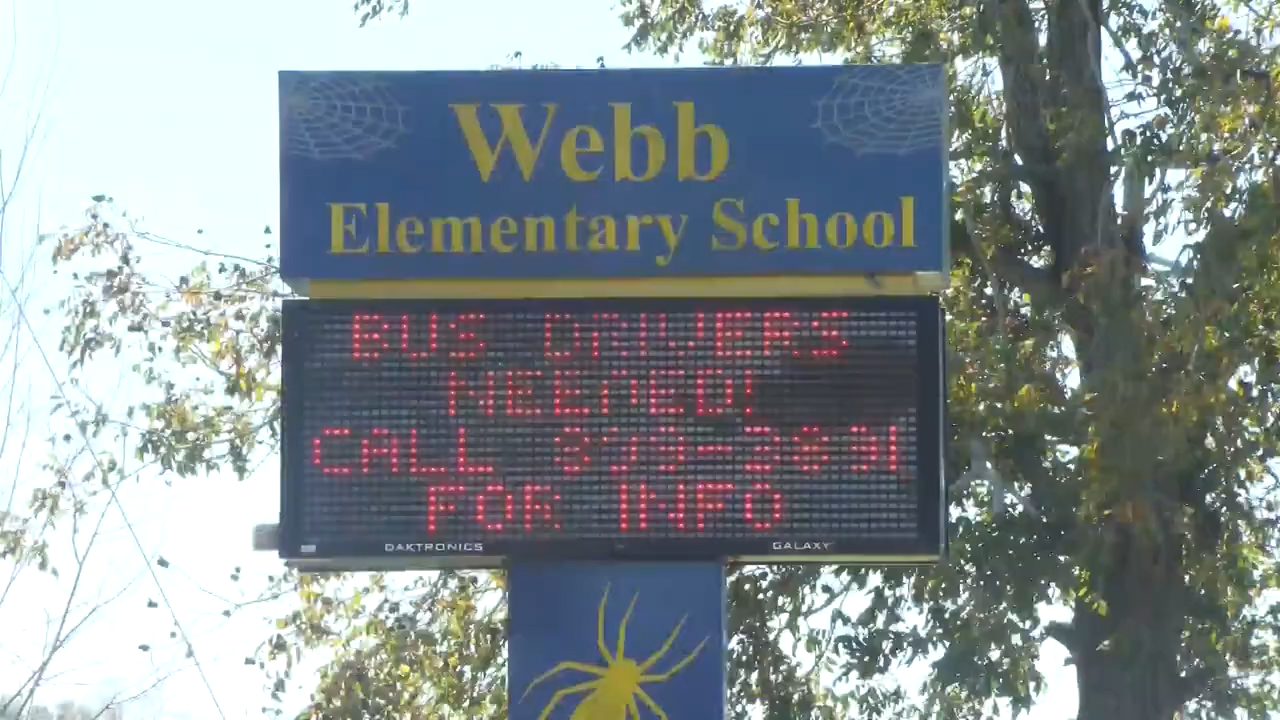 Webb
Elementary School
BUS DRIVERS
NEEDED!
CALL
FOR INFO
DAKTRONICS
GALAXY